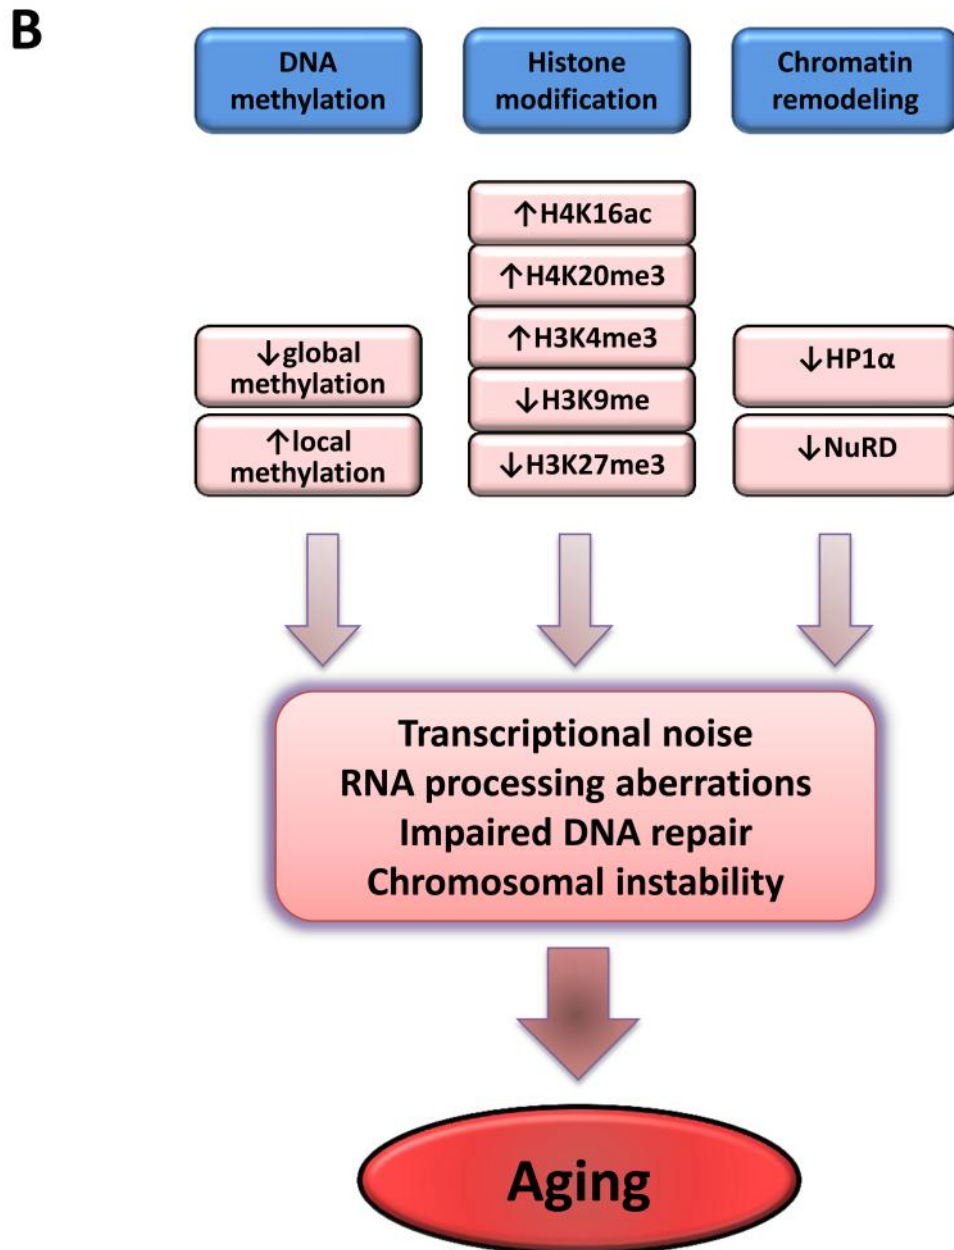 B
DNA
methylation
Histone
modification
Chromatin
remodeling
↓global
methylation
↑local
methylation
↑H4K16ac
↑H4K20me3
↑H3K4me3
↓H3K9me
↓H3K27me3
↓HP1α
↓NuRD
Transcriptional noise
RNA processing aberrations
Impaired DNA repair
Chromosomal instability
Aging